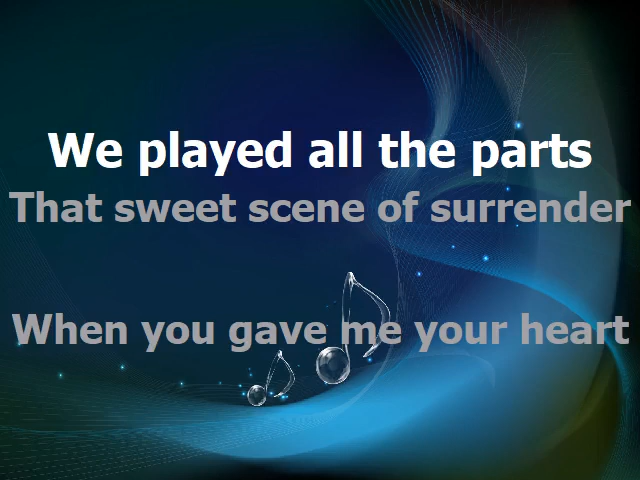 We played all the parts
That sweet scene of surrender
When you gave me your heart